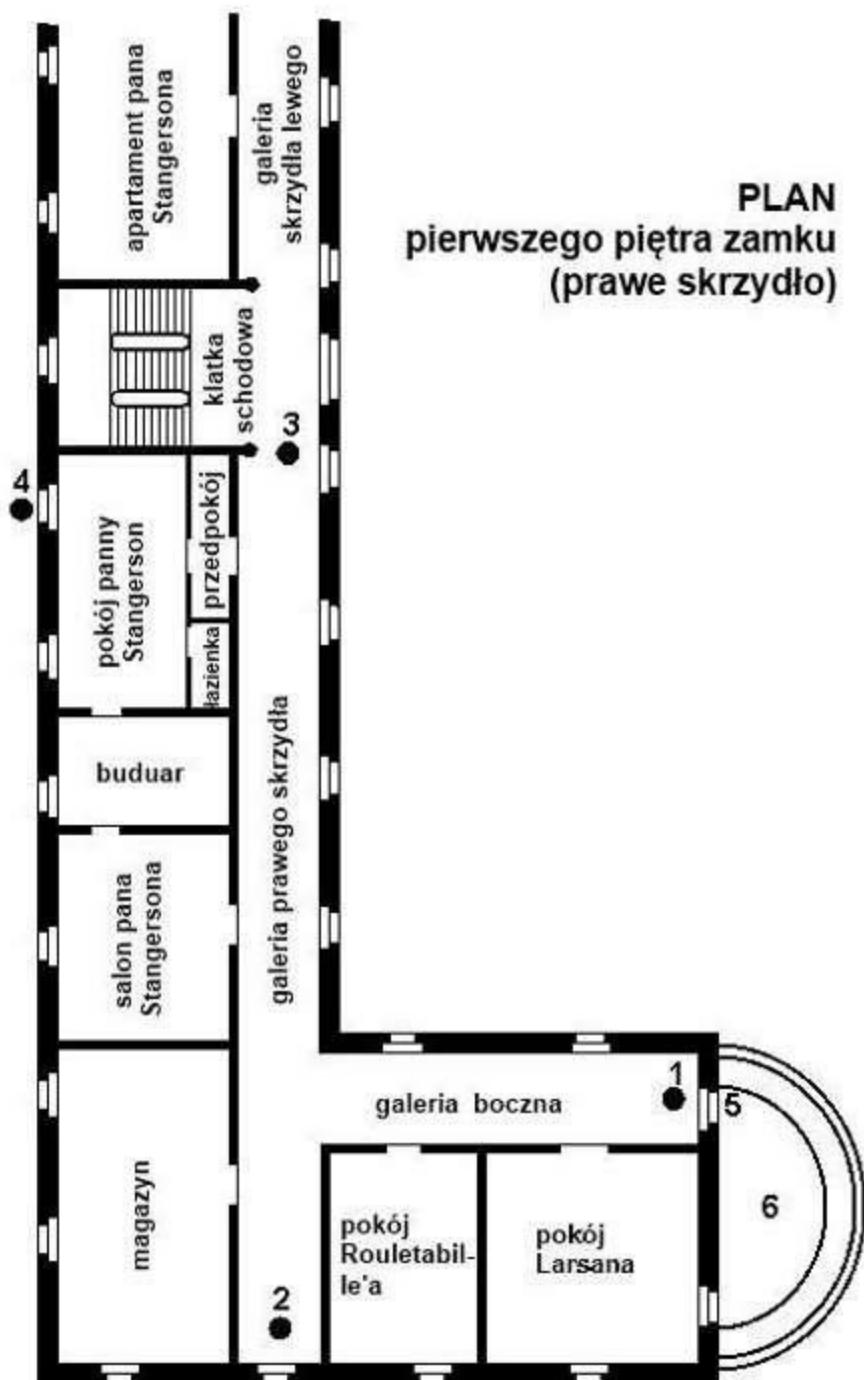 PLAN
pierwszego piętra zamku
(prawe skrzydło)
apartament pana
Stangersona
galeria
skrzydła lewego
klatka
schodowa
3
4
pokój panny
Stangerson
przedpokój
łazienka
buduar
galeria prawego skrzydła
salon pana
Stangersona
magazyn
galeria boczna
1
5
6
pokój
Rouletabil-
le'a
pokój
Larsana
2